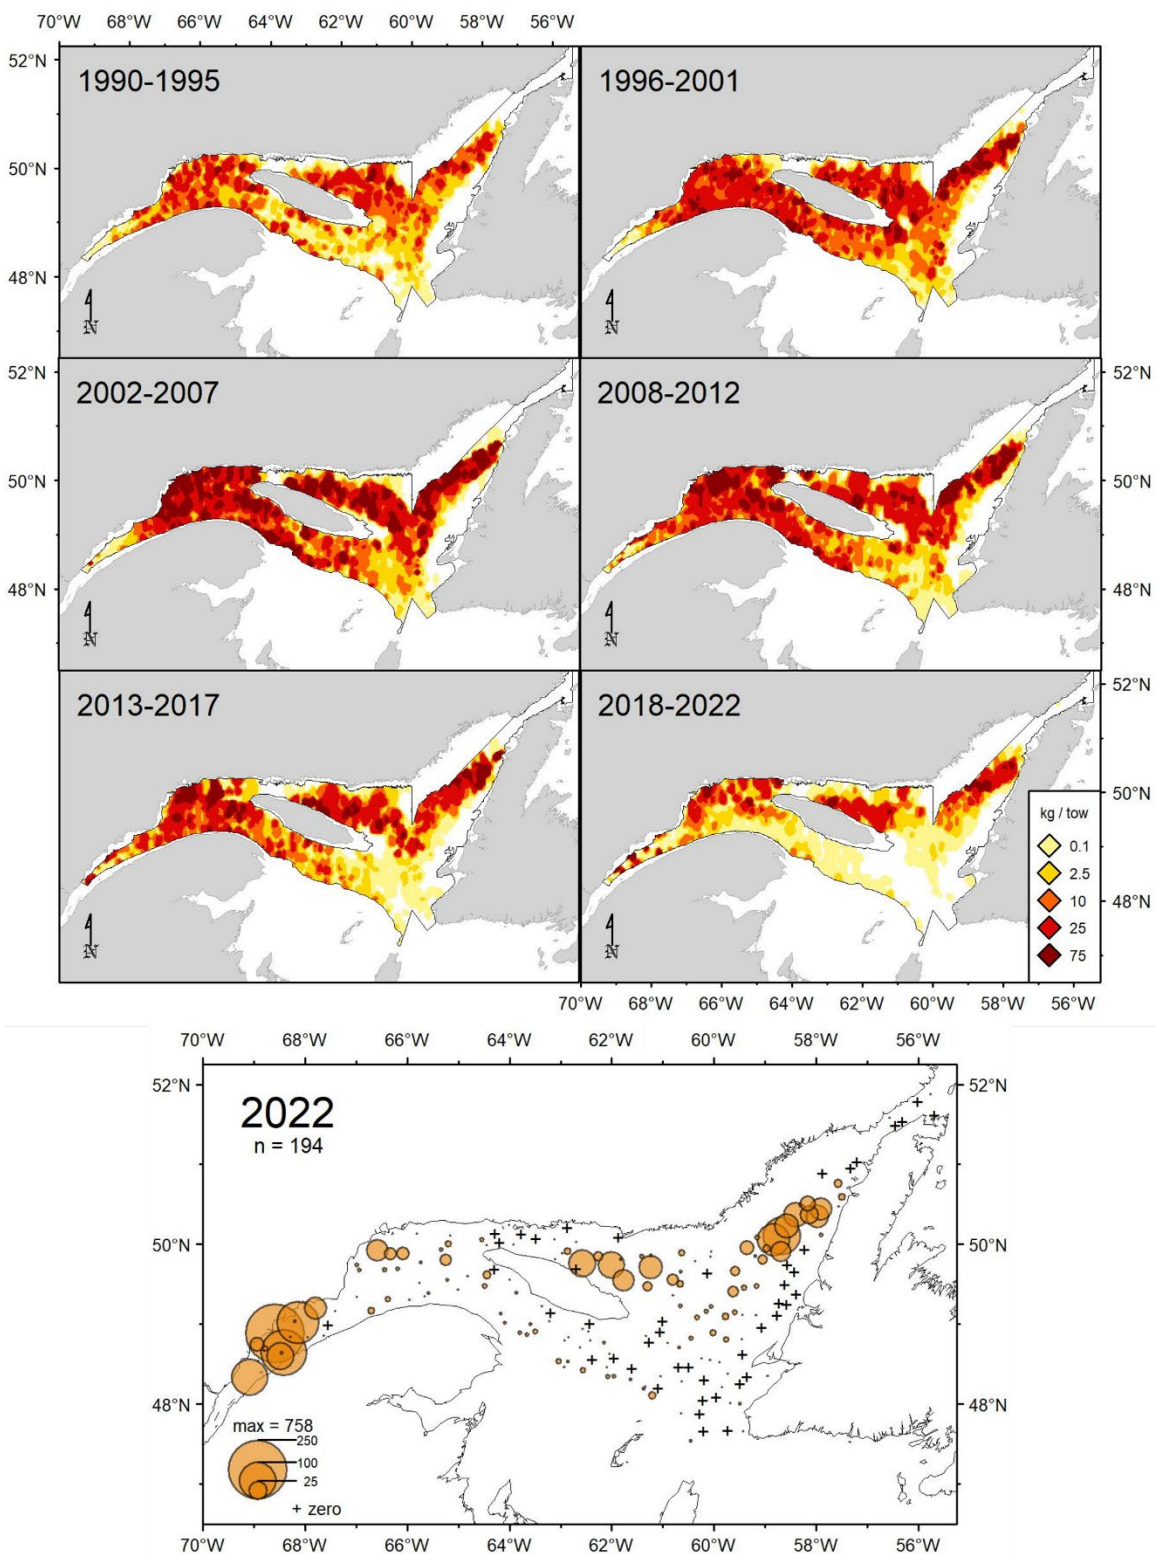 70°W 68°W 66°W 64°W 62°W 60°W 58°W 56°W
52°N
1990-1995 1996-2001
50°N
48°N
N N
52°N 52°N
2002-2007 2008-2012
50°N 50°N
48°N 48°N
N N
52°N
2013-2017 2018-2022
50°N
kg / tow
0.1
2.5
10
25
75
48°N
N
70°W 68°W 66°W 64°W 62°W 60°W 58°W 56°W
70°W 68°W 66°W 64°W 62°W 60°W 58°W 56°W
52°N 52°N
2022
n = 194
50°N 50°N
48°N 48°N
max = 758
250
100
25
+ zero
70°W 68°W 66°W 64°W 62°W 60°W 58°W 56°W